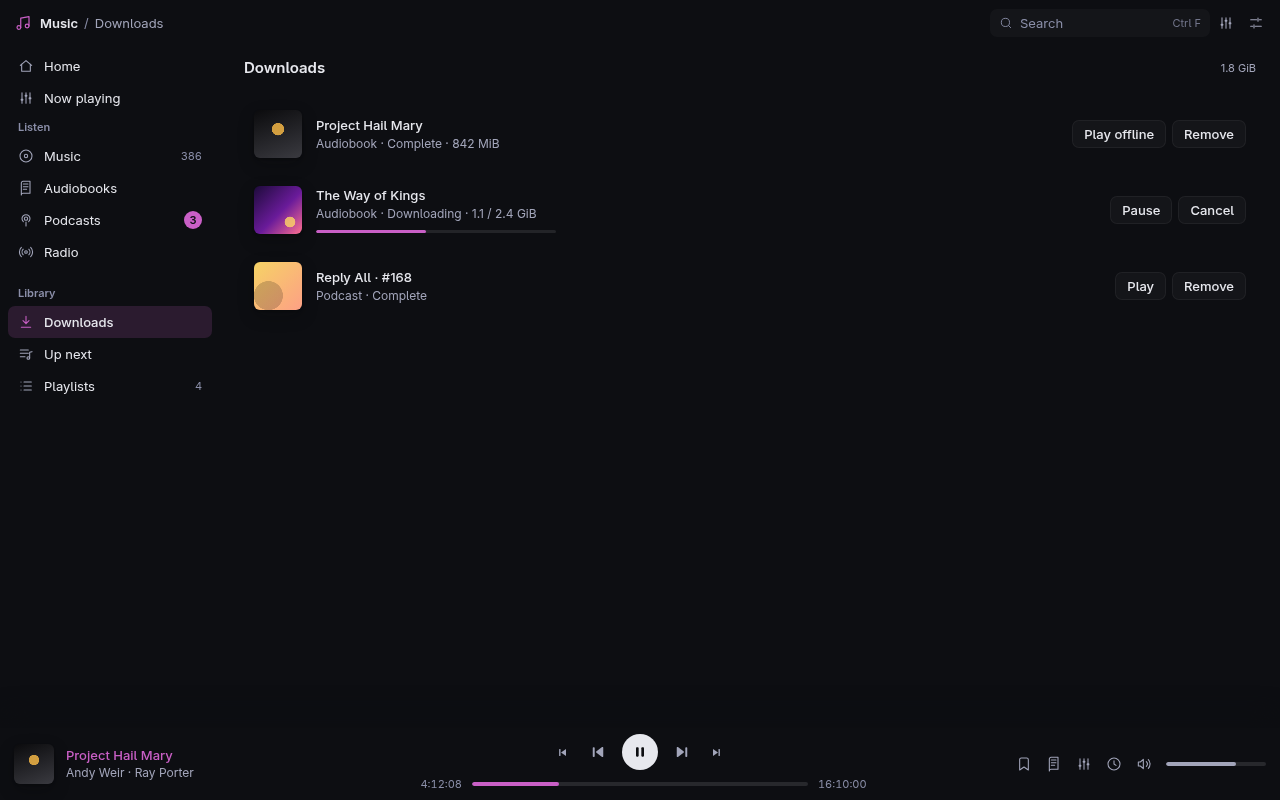 Music / Downloads
Search Ctrl F
Home
Now playing
Listen
Music 386
Audiobooks
Podcasts 3
Radio
Library
Downloads
Up next
Playlists 4
Downloads 1.8 GiB
Project Hail Mary
Audiobook · Complete · 842 MiB
Play offline Remove
The Way of Kings
Audiobook · Downloading · 1.1 / 2.4 GiB
Pause Cancel
Reply All · #168
Podcast · Complete
Play Remove
Project Hail Mary
Andy Weir · Ray Porter
4:12:08 16:10:00